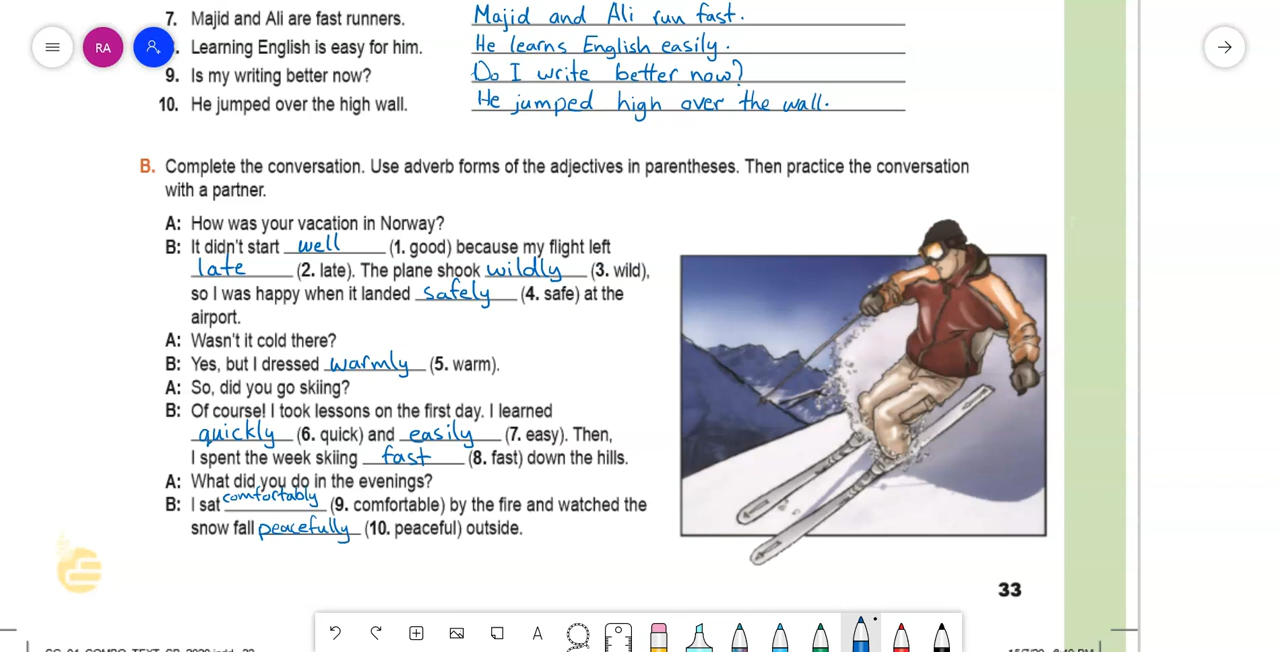 7. Majid and Ali are fast runners. Majid and Ali run fast.
RA . Learning English is easy for him. He learns English easily.
9. Is my writing better now? Do I write better now?
10. He jumped over the high wall. He jumped high over the wall.
B. Complete the conversation. Use adverb forms of the adjectives in parentheses. Then practice the conversation
with a partner.
A: How was your vacation in Norway?
B: It didn't start well (1. good) because my flight left
late (2. late). The plane shook wildly (3. wild),
so I was happy when it landed safely (4. safe) at the
airport.
A: Wasn't it cold there?
B: Yes, but I dressed warmly (5. warm).
A: So, did you go skiing?
B: Of course! I took lessons on the first day. I learned
quickly (6. quick) and easily (7. easy). Then,
I spent the week skiing fast (8. fast) down the hills.
A: What did you do in the evenings?
B: I sat comfortably (9. comfortable) by the fire and watched the
snow fall peacefully (10. peaceful) outside.
33
A